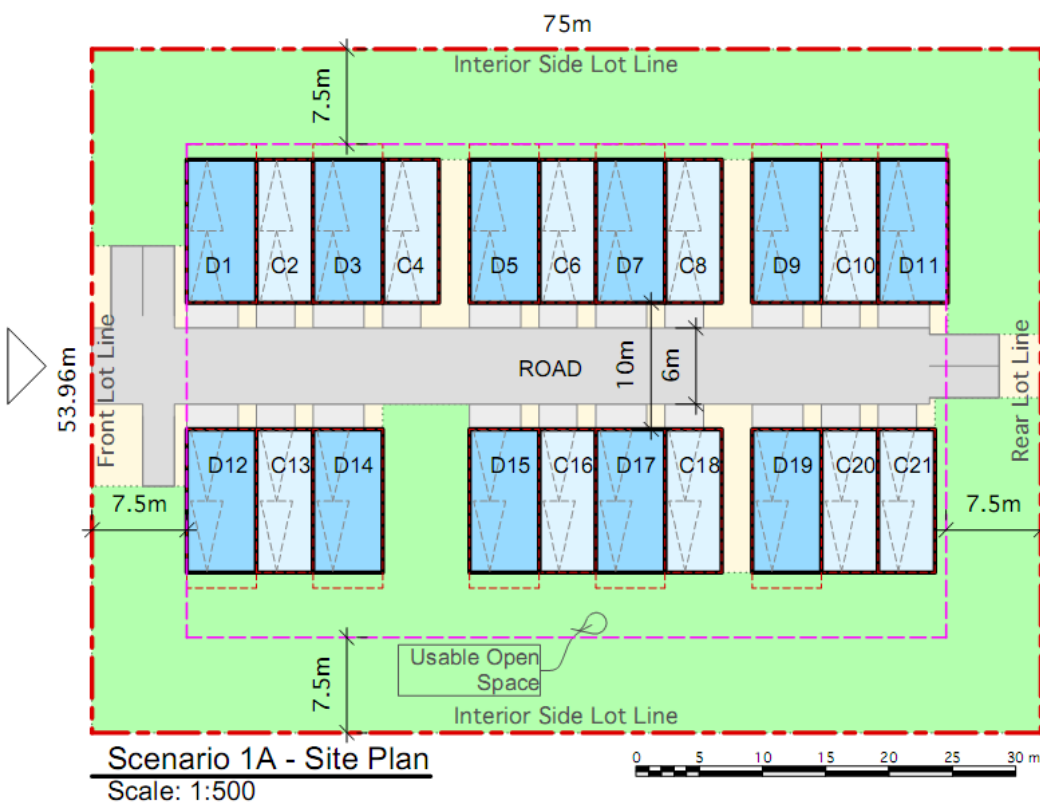 75m
Interior Side Lot Line
7.5m
D1 C2 D3 C4 D5 C6 D7 C8 D9 C10 D11
Front Lot Line
53.96m
ROAD
10m
6m
Rear Lot Line
D12 C13 D14 D15 C16 D17 C18 D19 C20 C21
7.5m
7.5m
Usable Open
Space
7.5m
Interior Side Lot Line
Scenario 1A - Site Plan
Scale: 1:500
0 5 10 15 20 25 30 m